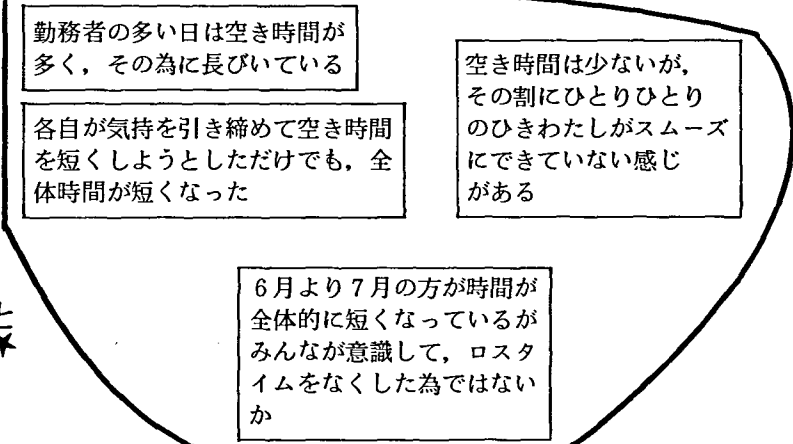 勤務者の多い日は空き時間が
多く，その為に長びいている
各自が気持を引き締めて空き時間
を短くしようとしただけでも，全
体時間が短くなった
空き時間は少ないが，
その割にひとりひとり
のひきわたしがスムーズ
にできていない感じ
がある
６月より７月の方が時間が
全体的に短くなっているが
みんなが意識して，ロスタ
イムをなくした為ではない
か